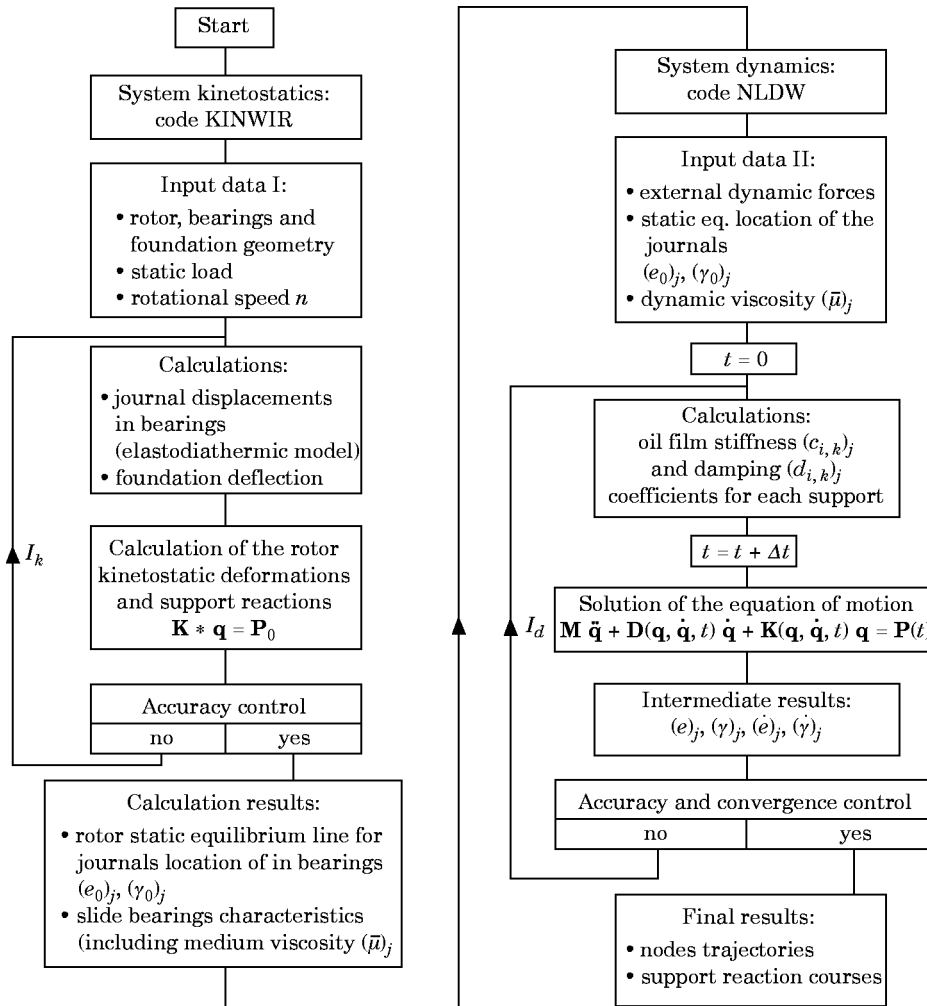 Start
System kinetostatics:
code KINWIR
Input data I:
• rotor, bearings and
foundation geometry
• static load
• rotational speed n
Calculations:
• journal displacements
in bearings
(elastodiathermic model)
• foundation deflection
I_k
Calculation of the rotor
kinetostatic deformations
and support reactions
K * q = P_0
Accuracy control
no
yes
Calculation results:
• rotor static equilibrium line for
journals location of in bearings
(e_0)_j, (γ_0)_j
• slide bearings characteristics
(including medium viscosity (μ̄)_j
System dynamics:
code NLDW
Input data II:
• external dynamic forces
• static eq. location of the
journals
(e_0)_j, (γ_0)_j
• dynamic viscosity (μ̄)_j
t = 0
Calculations:
oil film stiffness (c_{i, k})_j
and damping (d_{i, k})_j
coefficients for each support
t = t + Δt
I_d
Solution of the equation of motion
M q̈ + D(q, q̇, t) q̇ + K(q, q̇, t) q = P(t)
Intermediate results:
(e)_j, (γ)_j, (ė)_j, (γ̇)_j
Accuracy and convergence control
no
yes
Final results:
• nodes trajectories
• support reaction courses